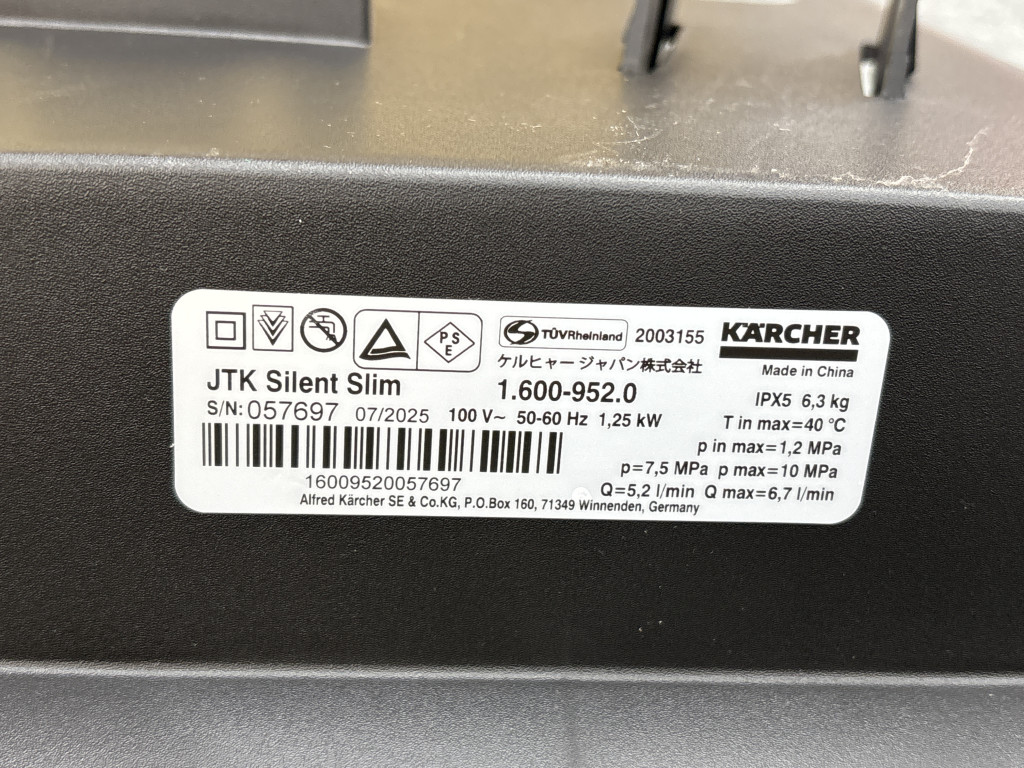 PS
E
TÜVRheinland 2003155 KÄRCHER
ケルヒャー ジャパン株式会社 Made in China
JTK Silent Slim 1.600-952.0 IPX5 6,3 kg
S/N: 057697 07/2025 100 V~ 50-60 Hz 1,25 kW T in max=40 °C
p in max=1,2 MPa
p=7,5 MPa p max=10 MPa
16009520057697 Q=5,2 l/min Q max=6,7 l/min
Alfred Kärcher SE & Co.KG, P.O.Box 160, 71349 Winnenden, Germany